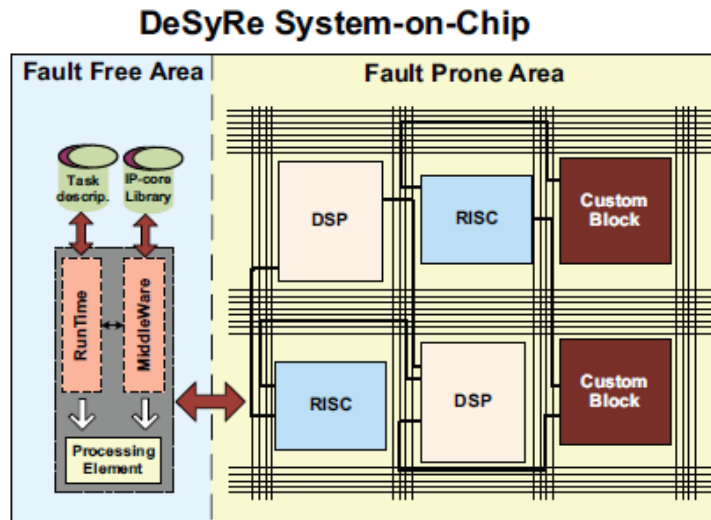 DeSyRe System-on-Chip
Fault Free Area
Fault Prone Area
Task
descrip.
IP-core
Library
RunTime
MiddleWare
Processing
Element
DSP
RISC
Custom
Block
RISC
DSP
Custom
Block